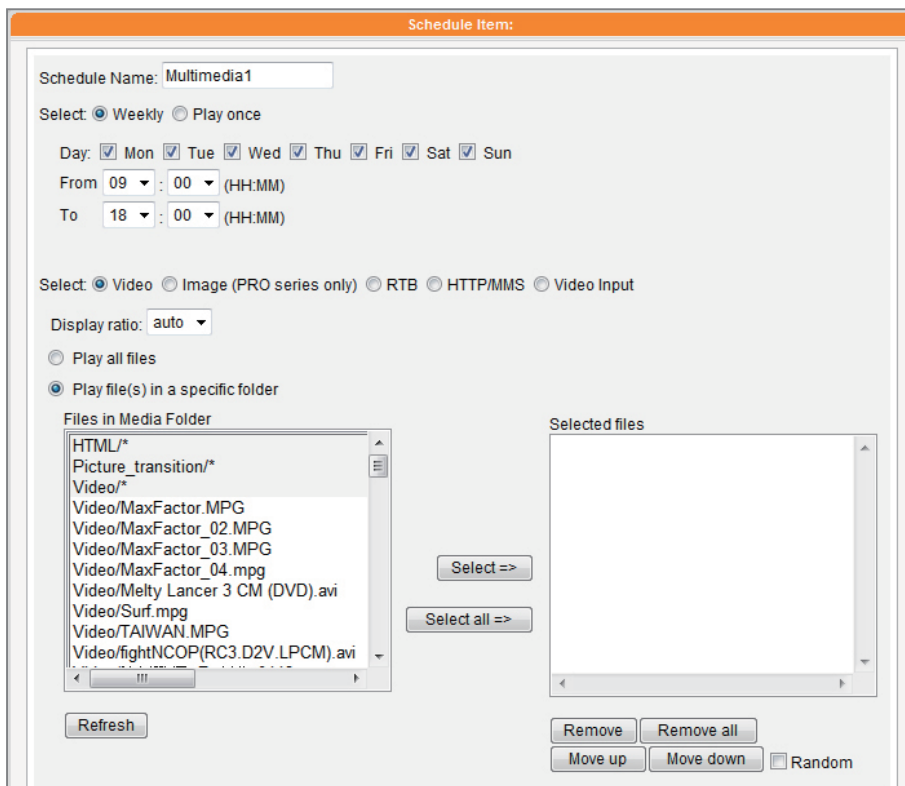 Schedule Item:
Schedule Name: Multimedia1
Select: Weekly Play once
Day: Mon Tue Wed Thu Fri Sat Sun
From 09 : 00 (HH:MM)
To 18 : 00 (HH:MM)
Select: Video Image (PRO series only) RTB HTTP/MMS Video Input
Display ratio: auto
Play all files
Play file(s) in a specific folder
Files in Media Folder
HTML/*
Picture_transition/*
Video/*
Video/MaxFactor.MPG
Video/MaxFactor_02.MPG
Video/MaxFactor_03.MPG
Video/MaxFactor_04.mpg
Video/Melty Lancer 3 CM (DVD).avi
Video/Surf.mpg
Video/TAIWAN.MPG
Video/fightNCOP(RC3.D2V.LPCM).avi
Refresh
Select =>
Select all =>
Selected files
Remove Remove all
Move up Move down Random